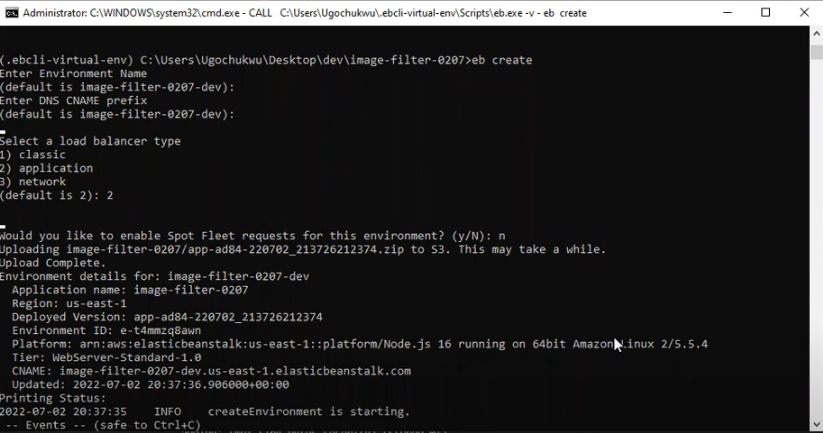 Administrator: C:\WINDOWS\system32\cmd.exe - CALL C:\Users\Ugochukwu\.ebcli-virtual-env\Scripts\eb.exe -v - eb create
(.ebcli-virtual-env) C:\Users\Ugochukwu\Desktop\dev\image-filter-0207>eb create
Enter Environment Name
(default is image-filter-0207-dev):
Enter DNS CNAME prefix
(default is image-filter-0207-dev):
Select a load balancer type
1) classic
2) application
3) network
(default is 2): 2
Would you like to enable Spot Fleet requests for this environment? (y/N): n
Uploading image-filter-0207/app-ad84-220702_213726212374.zip to S3. This may take a while.
Upload Complete.
Environment details for: image-filter-0207-dev
Application name: image-filter-0207
Region: us-east-1
Deployed Version: app-ad84-220702_213726212374
Environment ID: e-t4mmzq8awn
Platform: arn:aws:elasticbeanstalk:us-east-1::platform/Node.js 16 running on 64bit Amazon Linux 2/5.5.4
Tier: WebServer-Standard-1.0
CNAME: image-filter-0207-dev.us-east-1.elasticbeanstalk.com
Updated: 2022-07-02 20:37:36.906000+00:00
Printing Status:
2022-07-02 20:37:35 INFO createEnvironment is starting.
-- Events -- (safe to Ctrl+C)